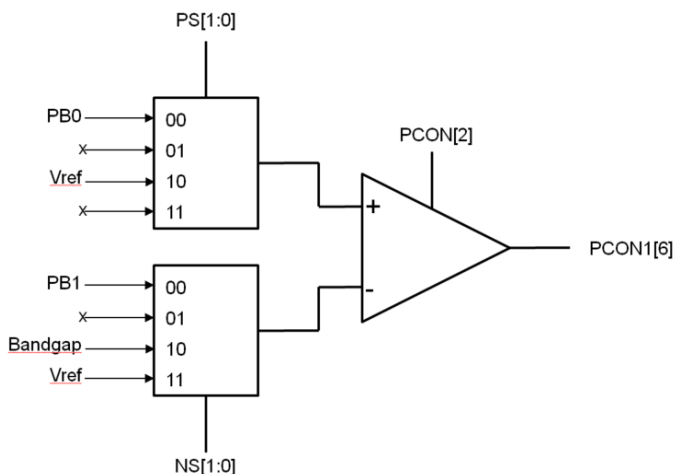 PS[1:0]
PB0
00
x
01
Vref
10
x
11
PCON[2]
+
-
PCON1[6]
PB1
00
x
01
Bandgap
10
Vref
11
NS[1:0]